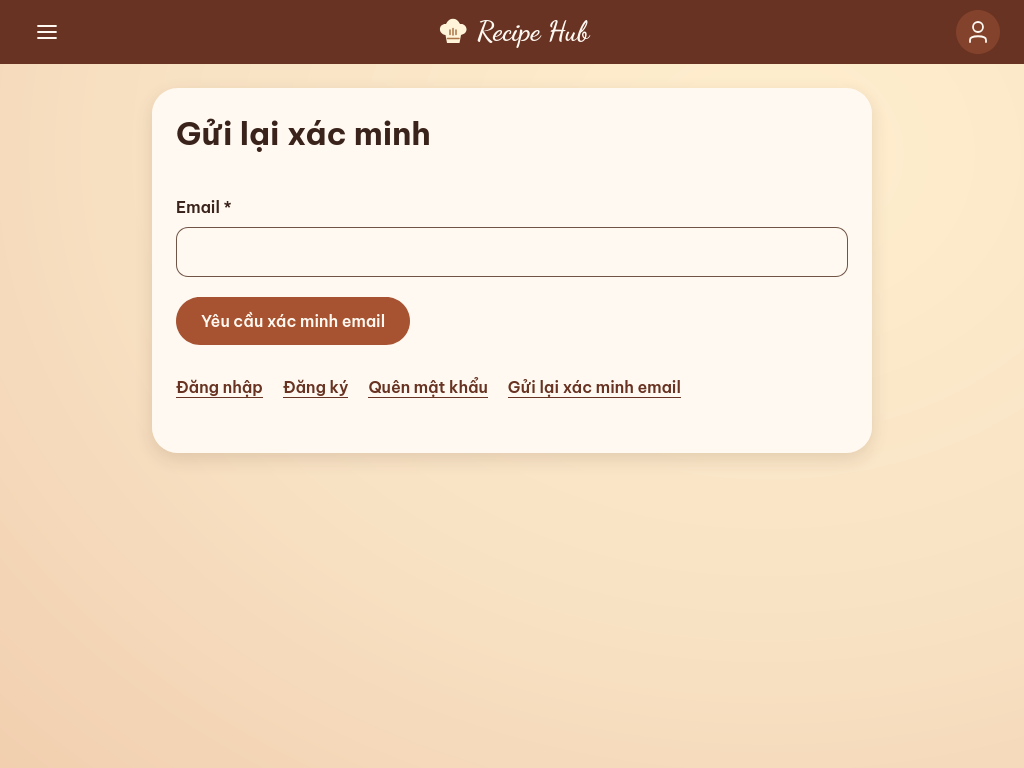 Recipe Hub
Gửi lại xác minh
Email *
Yêu cầu xác minh email
Đăng nhập Đăng ký Quên mật khẩu Gửi lại xác minh email